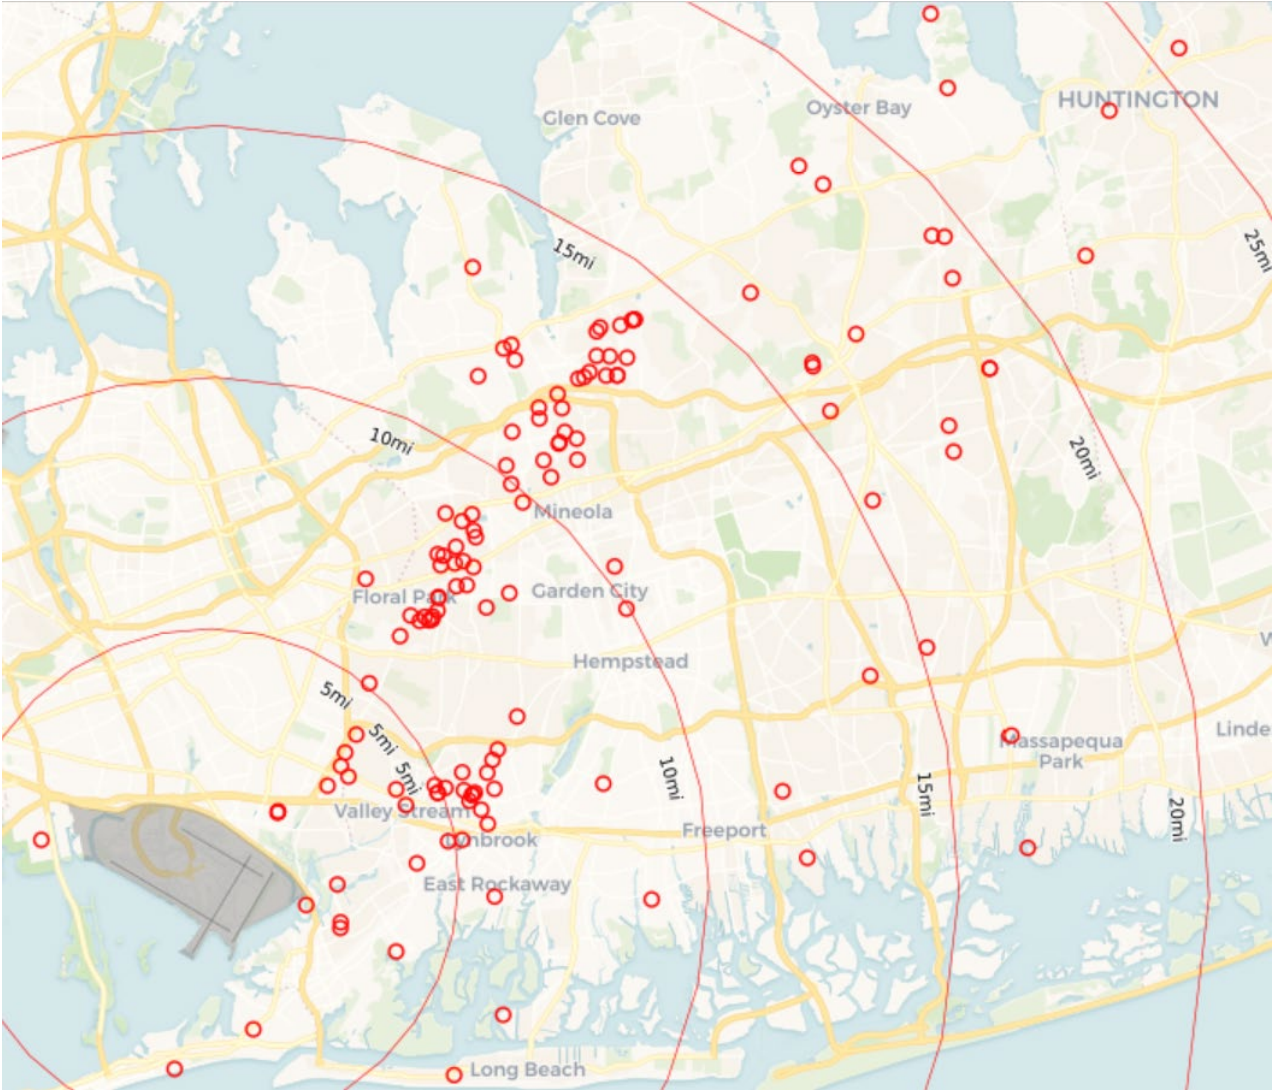 Glen Cove
Oyster Bay
HUNTINGTON
15mi
25mi
10mi
20mi
Mineola
Floral Park
Garden City
Hempstead
5mi
5mi
5mi
Massapequa
Park
Linde
10mi
15mi
20mi
Valley Stream
Lynbrook
Freeport
East Rockaway
Long Beach